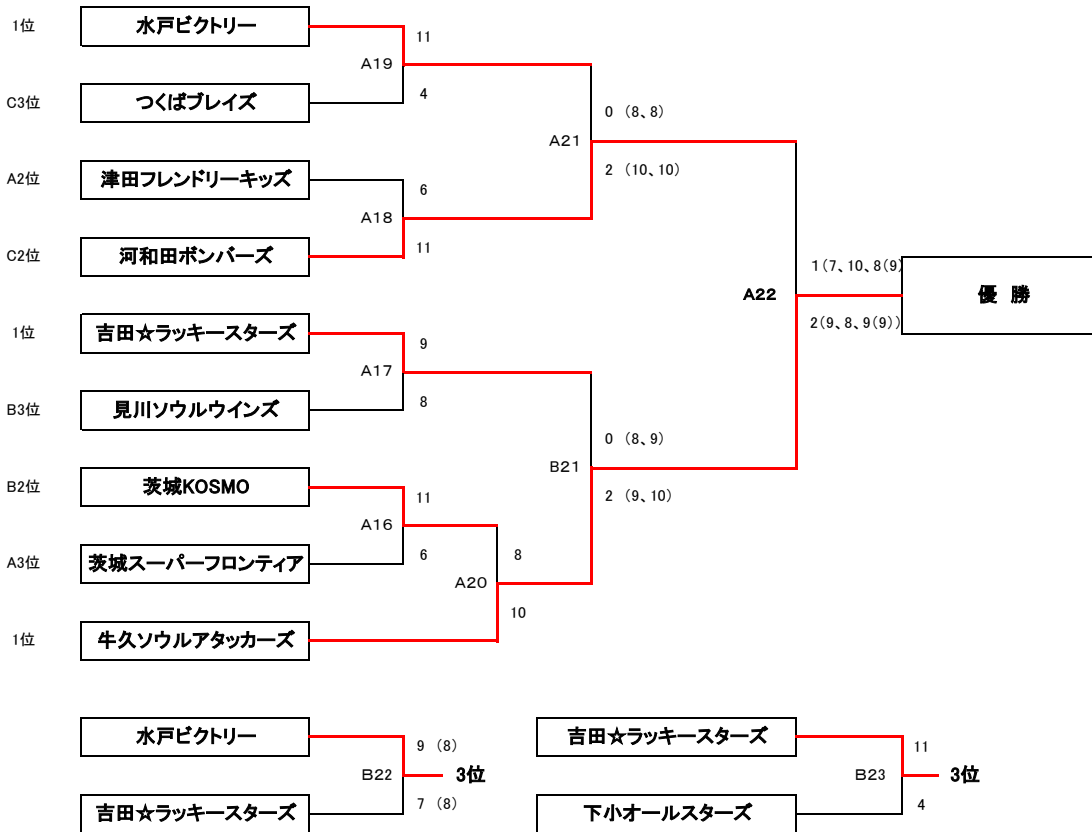 1位 水戸ビクトリー 11
A19
C3位 つくばブレイズ 4
0 (8、8)
A21
A2位 津田フレンドリーキッズ 6
2 (10、10)
A18
C2位 河和田ボンバーズ 11
1(7、10、8(9)
A22 優 勝
2(9、8、9(9))
1位 吉田☆ラッキースターズ 9
A17
B3位 見川ソウルウインズ 8
0 (8、9)
B21
B2位 茨城KOSMO 11
2 (9、10)
A16
A3位 茨城スーパーフロンティア 6
8
A20
10
1位 牛久ソウルアタッカーズ
水戸ビクトリー 9 (8)
B22 3位
吉田☆ラッキースターズ 7 (8)
吉田☆ラッキースターズ 11
B23 3位
下小オールスターズ 4